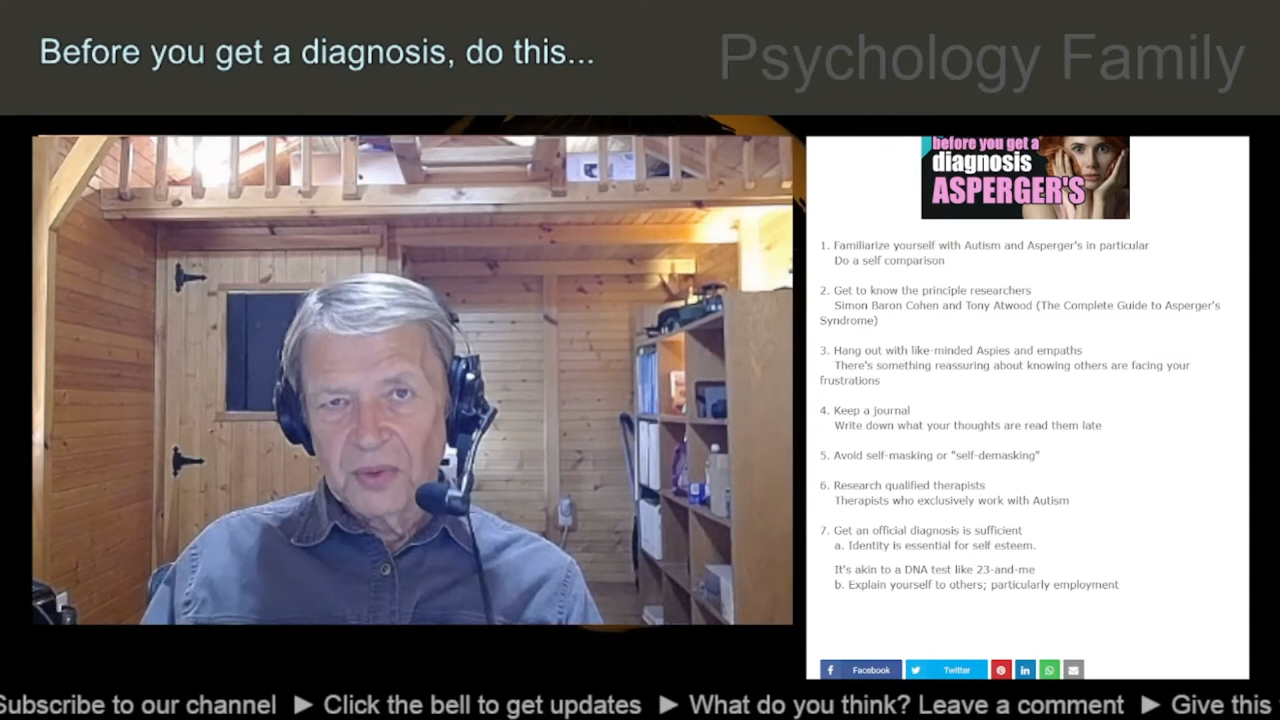 Before you get a diagnosis, do this...
Psychology Family
before you get a
diagnosis
ASPERGER'S
1. Familiarize yourself with Autism and Asperger's in particular
Do a self comparison
2. Get to know the principle researchers
Simon Baron Cohen and Tony Atwood (The Complete Guide to Asperger's
Syndrome)
3. Hang out with like-minded Aspies and empaths
There's something reassuring about knowing others are facing your
frustrations
4. Keep a journal
Write down what your thoughts are read them late
5. Avoid self-masking or "self-demasking"
6. Research qualified therapists
Therapists who exclusively work with Autism
7. Get an official diagnosis is sufficient
a. Identity is essential for self esteem.
It's akin to a DNA test like 23-and-me
b. Explain yourself to others; particularly employment
Facebook
Twitter
Subscribe to our channel ► Click the bell to get updates ► What do you think? Leave a comment ► Give this